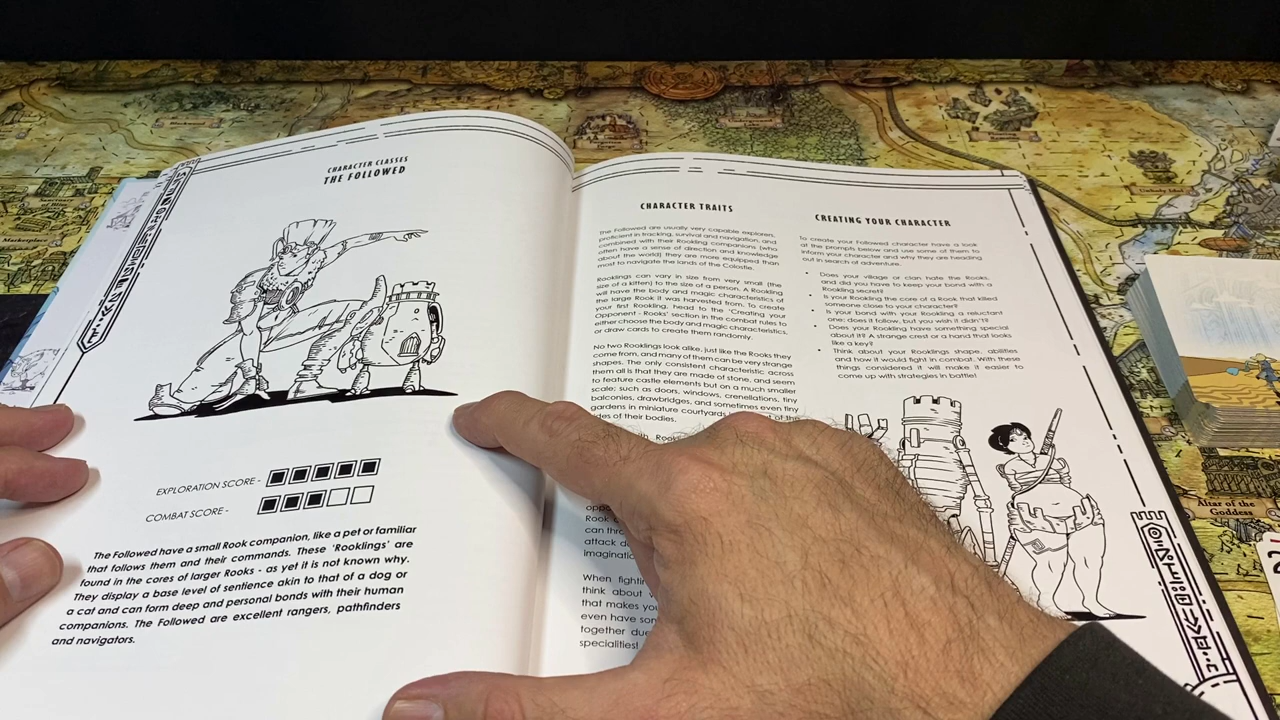 CHARACTER CLASSES
THE FOLLOWED
EXPLORATION SCORE -
COMBAT SCORE -
The Followed have a small Rook companion, like a pet or familiar
that follows them and their commands. These 'Rooklings' are
found in the cores of larger Rooks - as yet it is not known why.
They display a base level of sentience akin to that of a dog or
a cat and can form deep and personal bonds with their human
companions. The Followed are excellent rangers, pathfinders
and navigators.
CHARACTER TRAITS
The Followed are usually very capable explorers,
proficient in tracking, survival and navigation, and
combined with their Rookling companions (who
often have a sense of direction and knowledge
about the world) they are more equipped than
most to navigate the lands of the Colostle.
Rooklings can vary in size from very small (the
size of a kitten) to the size of a person. A Rookling
will have the body and magic characteristics of
the large Rook it was harvested from. To create
your first Rookling, head to the 'Creating your
Opponent - Rooks' section in the combat rules to
either choose the body and magic characteristics,
or draw cards to create them randomly.
No two Rooklings look alike, just like the Rooks they
come from, and many of them can be very strange
shapes. The only consistent characteristic across
them all is that they are made of stone, and seem
to feature castle elements but on a much smaller
scale; such as doors, windows, crenellations, tiny
balconies, drawbridges, and sometimes even tiny
gardens in miniature courtyards of the
of their bodies.
Rook
can
attack
When
think about
that makes
even have
together
specialities!
CREATING YOUR CHARACTER
To create your Followed character have a look
at the prompts below and use some of them to
inform your character and why they are heading
out in search of adventure.
• Does your village or clan hate the Rooks,
and did you have to keep your bond with a
Rookling secret?
• Is your Rookling the core of a Rook that killed
someone close to your character?
• Is your bond with your Rookling a reluctant
one; does it follow, but you wish it didn't?
• Does your Rookling have something special
about it? A strange crest or a hand that looks
like a key?
• Think about your Rooklings shape, abilities
and how it would fight in combat. With these
things considered it will make it easier to
come up with strategies in battle!
Sanctuary
of Bliss
Marketplace
Unholy Idol
Altar of the
Goddess